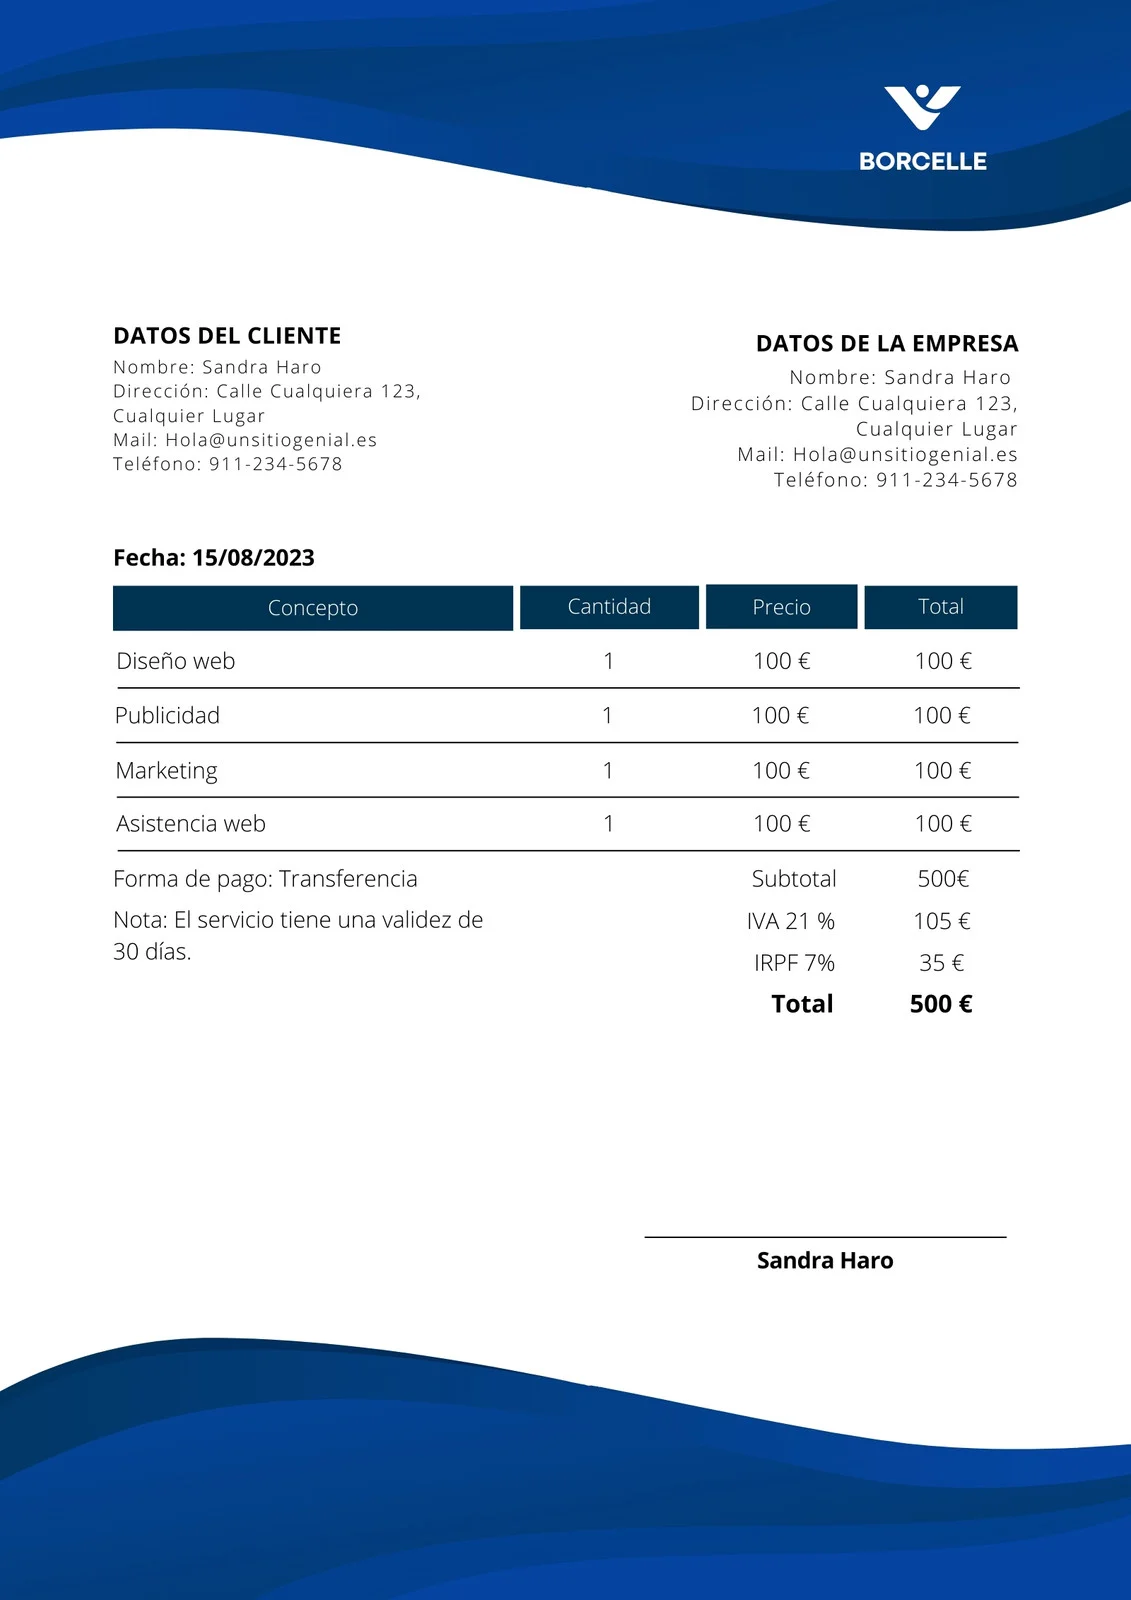 BORCELLE
DATOS DEL CLIENTE
Nombre: Sandra Haro
Dirección: Calle Cualquiera 123,
Cualquier Lugar
Mail: Hola@unsitiogenial.es
Teléfono: 911-234-5678
DATOS DE LA EMPRESA
Nombre: Sandra Haro
Dirección: Calle Cualquiera 123,
Cualquier Lugar
Mail: Hola@unsitiogenial.es
Teléfono: 911-234-5678
Fecha: 15/08/2023
Concepto Cantidad Precio Total
Diseño web 1 100 € 100 €
Publicidad 1 100 € 100 €
Marketing 1 100 € 100 €
Asistencia web 1 100 € 100 €
Forma de pago: Transferencia
Nota: El servicio tiene una validez de
30 días.
Subtotal 500€
IVA 21 % 105 €
IRPF 7% 35 €
Total 500 €
Sandra Haro